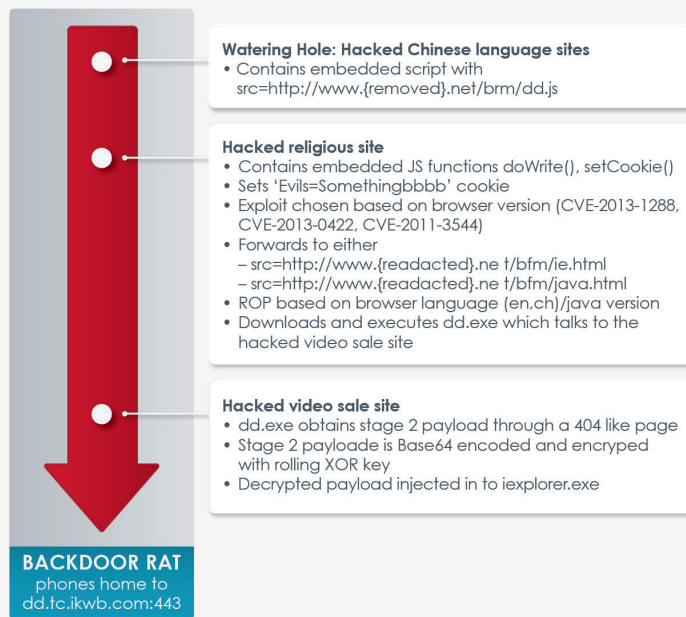 Watering Hole: Hacked Chinese language sites
• Contains embedded script with
src=http://www.{removed}.net/brm/dd.js
Hacked religious site
• Contains embedded JS functions doWrite(), setCookie()
• Sets ‘Evils=Somethingbbbb’ cookie
• Exploit chosen based on browser version (CVE-2013-1288,
CVE-2013-0422, CVE-2011-3544)
• Forwards to either
– src=http://www.{readacted}.ne t/bfm/ie.html
– src=http://www.{readacted}.ne t/bfm/java.html
• ROP based on browser language (en,ch)/java version
• Downloads and executes dd.exe which talks to the
hacked video sale site
Hacked video sale site
• dd.exe obtains stage 2 payload through a 404 like page
• Stage 2 payloade is Base64 encoded and encryped
with rolling XOR key
• Decrypted payload injected in to iexplorer.exe
BACKDOOR RAT
phones home to
dd.tc.ikwb.com:443